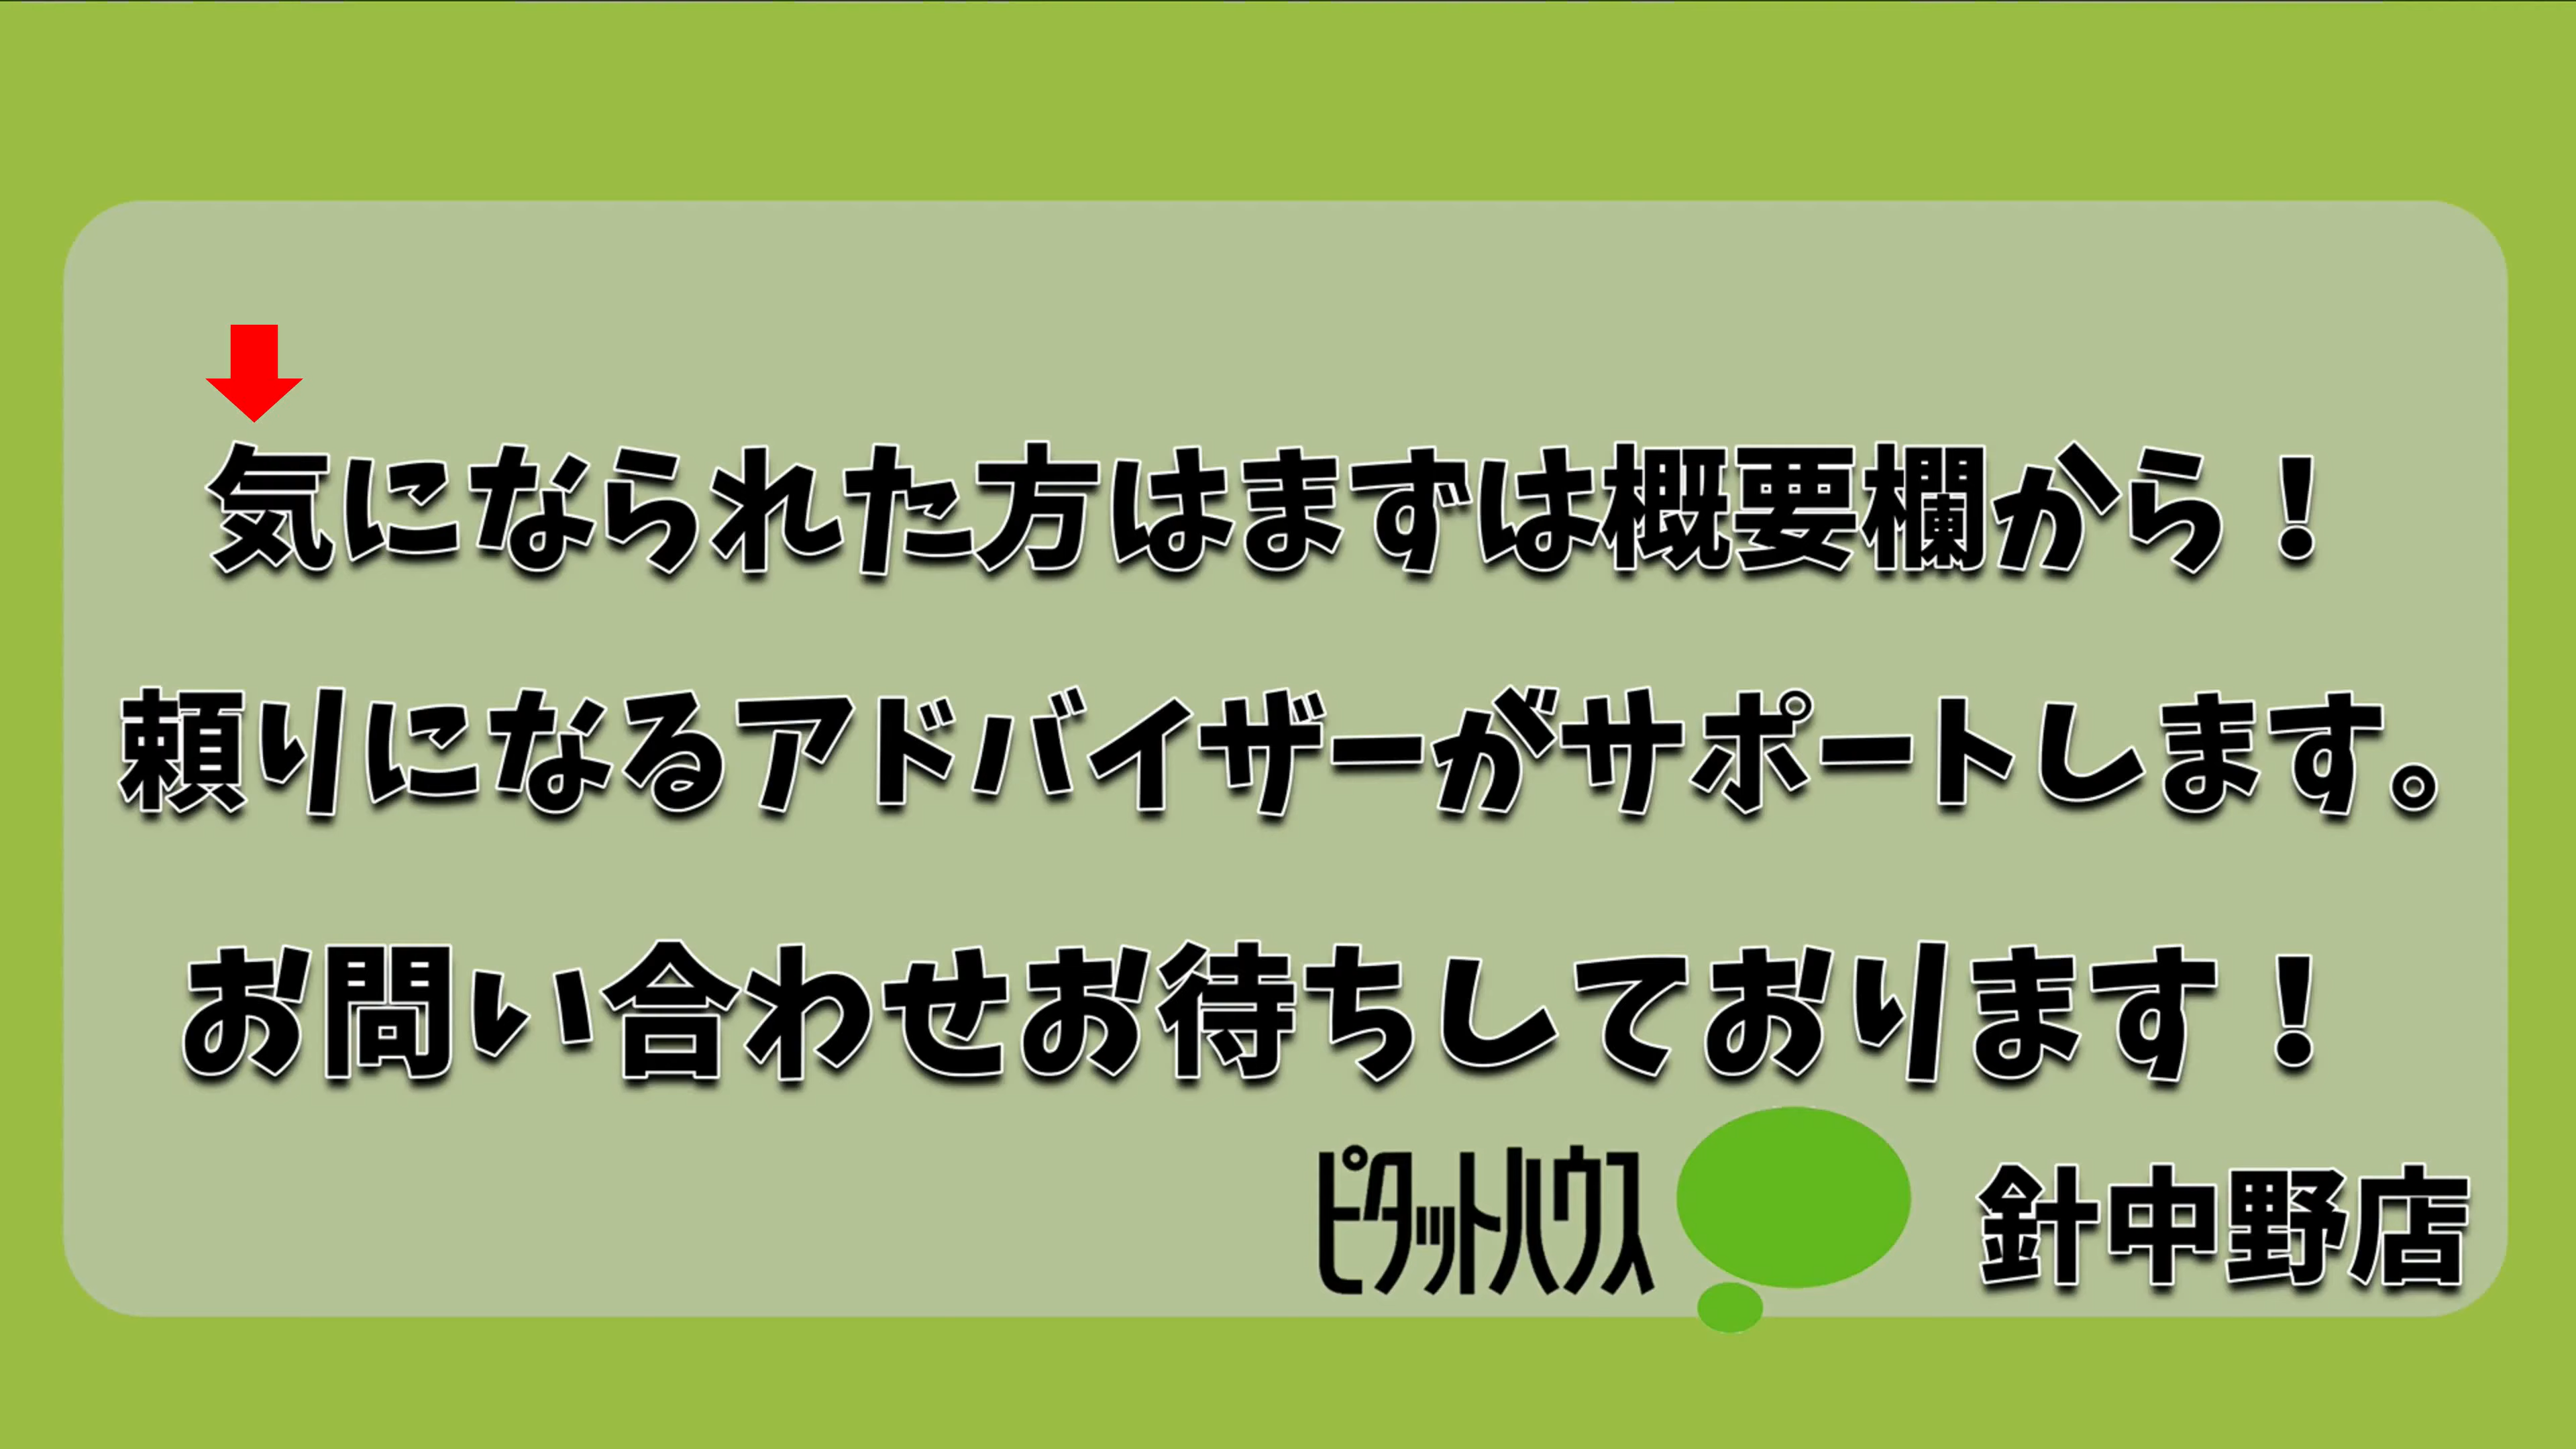 気になられた方はまずは概要欄から！
頼りになるアドバイザーがサポートします。
お問い合わせお待ちしております！
ピタットハウス 針中野店